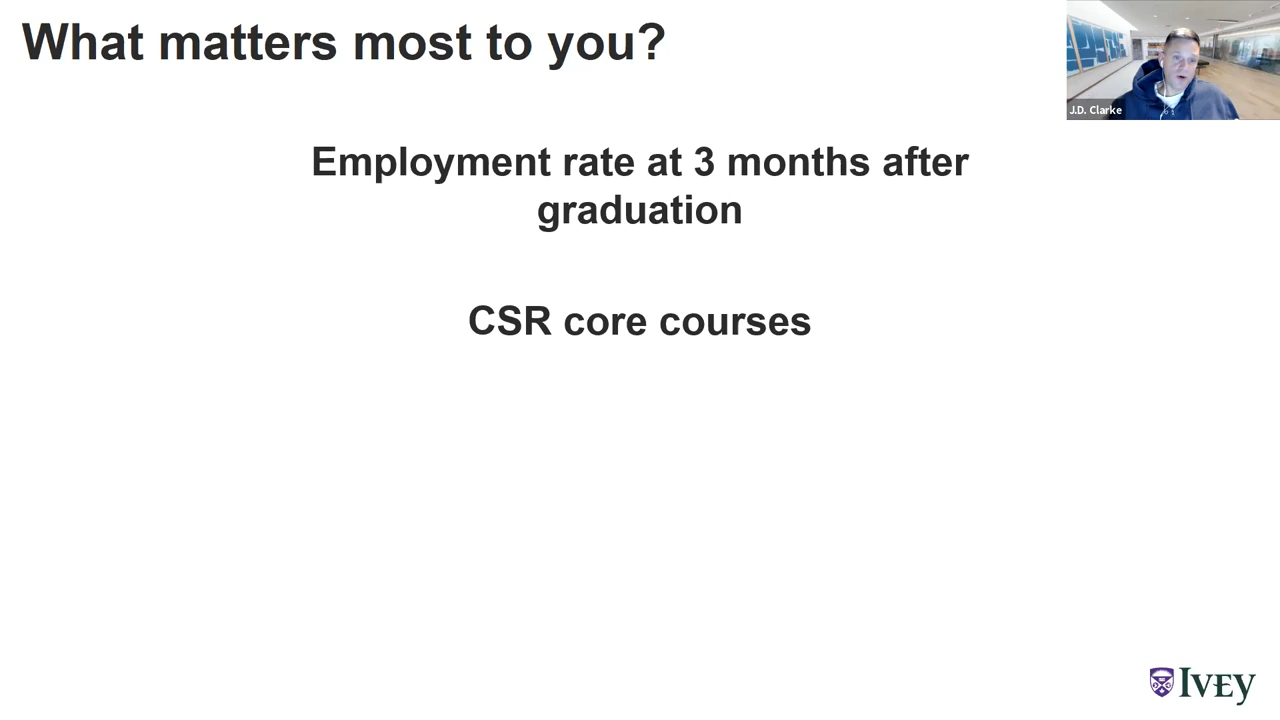 What matters most to you?
J.D. Clarke
Employment rate at 3 months after
graduation
CSR core courses
IVEY